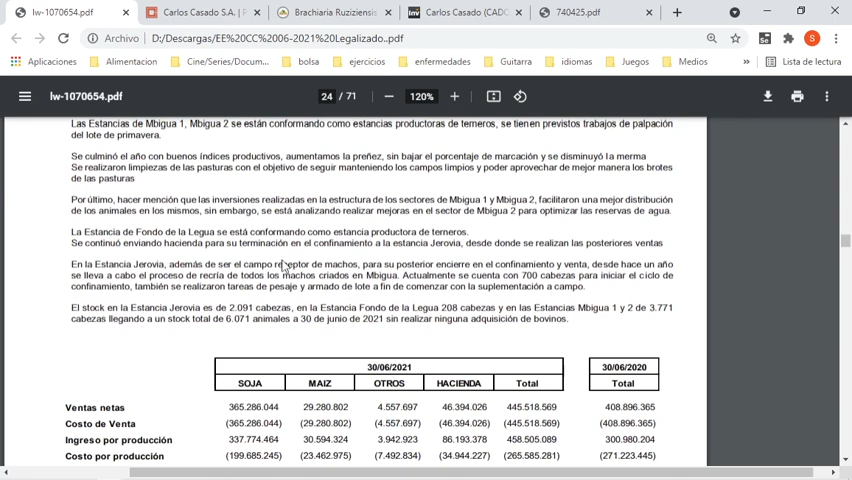 lw-1070654.pdf
Carlos Casado S.A. | P
Brachiaria Ruziziensis
Carlos Casado (CADO
740425.pdf
Archivo | D:/Descargas/EE%20CC%2006-2021%20Legalizado..pdf
Aplicaciones
Alimentacion
Cine/Series/Docum...
bolsa
ejercicios
enfermedades
Guitarra
idiomas
Juegos
Medios
»
Lista de lectura
lw-1070654.pdf
24 / 71
120%
Las Estancias de Mbigua 1, Mbigua 2 se están conformando como estancias productoras de terneros, se tienen previstos trabajos de palpación
del lote de primavera.
Se culminó el año con buenos índices productivos, aumentamos la preñez, sin bajar el porcentaje de marcación y se disminuyó la merma
Se realizaron limpiezas de las pasturas con el objetivo de seguir manteniendo los campos limpios y poder aprovechar de mejor manera los brotes
de las pasturas
Por último, hacer mención que las inversiones realizadas en la estructura de los sectores de Mbigua 1 y Mbigua 2, facilitaron una mejor distribución
de los animales en los mismos, sin embargo, se está analizando realizar mejoras en el sector de Mbigua 2 para optimizar las reservas de agua.
La Estancia de Fondo de la Legua se está conformando como estancia productora de terneros.
Se continuó enviando hacienda para su terminación en el confinamiento a la estancia Jerovia, desde donde se realizan las posteriores ventas
En la Estancia Jerovia, además de ser el campo receptor de machos, para su posterior encierre en el confinamiento y venta, desde hace un año
se lleva a cabo el proceso de recría de todos los machos criados en Mbigua. Actualmente se cuenta con 700 cabezas para iniciar el ciclo de
confinamiento, también se realizaron tareas de pesaje y armado de lote a fin de comenzar con la suplementación a campo.
El stock en la Estancia Jerovia es de 2.091 cabezas, en la Estancia Fondo de la Legua 208 cabezas y en las Estancias Mbigua 1 y 2 de 3.771
cabezas llegando a un stock total de 6.071 animales a 30 de junio de 2021 sin realizar ninguna adquisición de bovinos.
30/06/2021 30/06/2020
SOJA MAIZ OTROS HACIENDA Total Total
Ventas netas 365.286.044 29.280.802 4.557.697 46.394.026 445.518.569 408.896.365
Costo de Venta (365.286.044) (29.280.802) (4.557.697) (46.394.026) (445.518.569) (408.896.365)
Ingreso por producción 337.774.464 30.594.324 3.942.923 86.193.378 458.505.089 300.980.204
Costo por producción (199.685.245) (23.462.975) (7.492.834) (34.944.227) (265.585.281) (271.223.445)